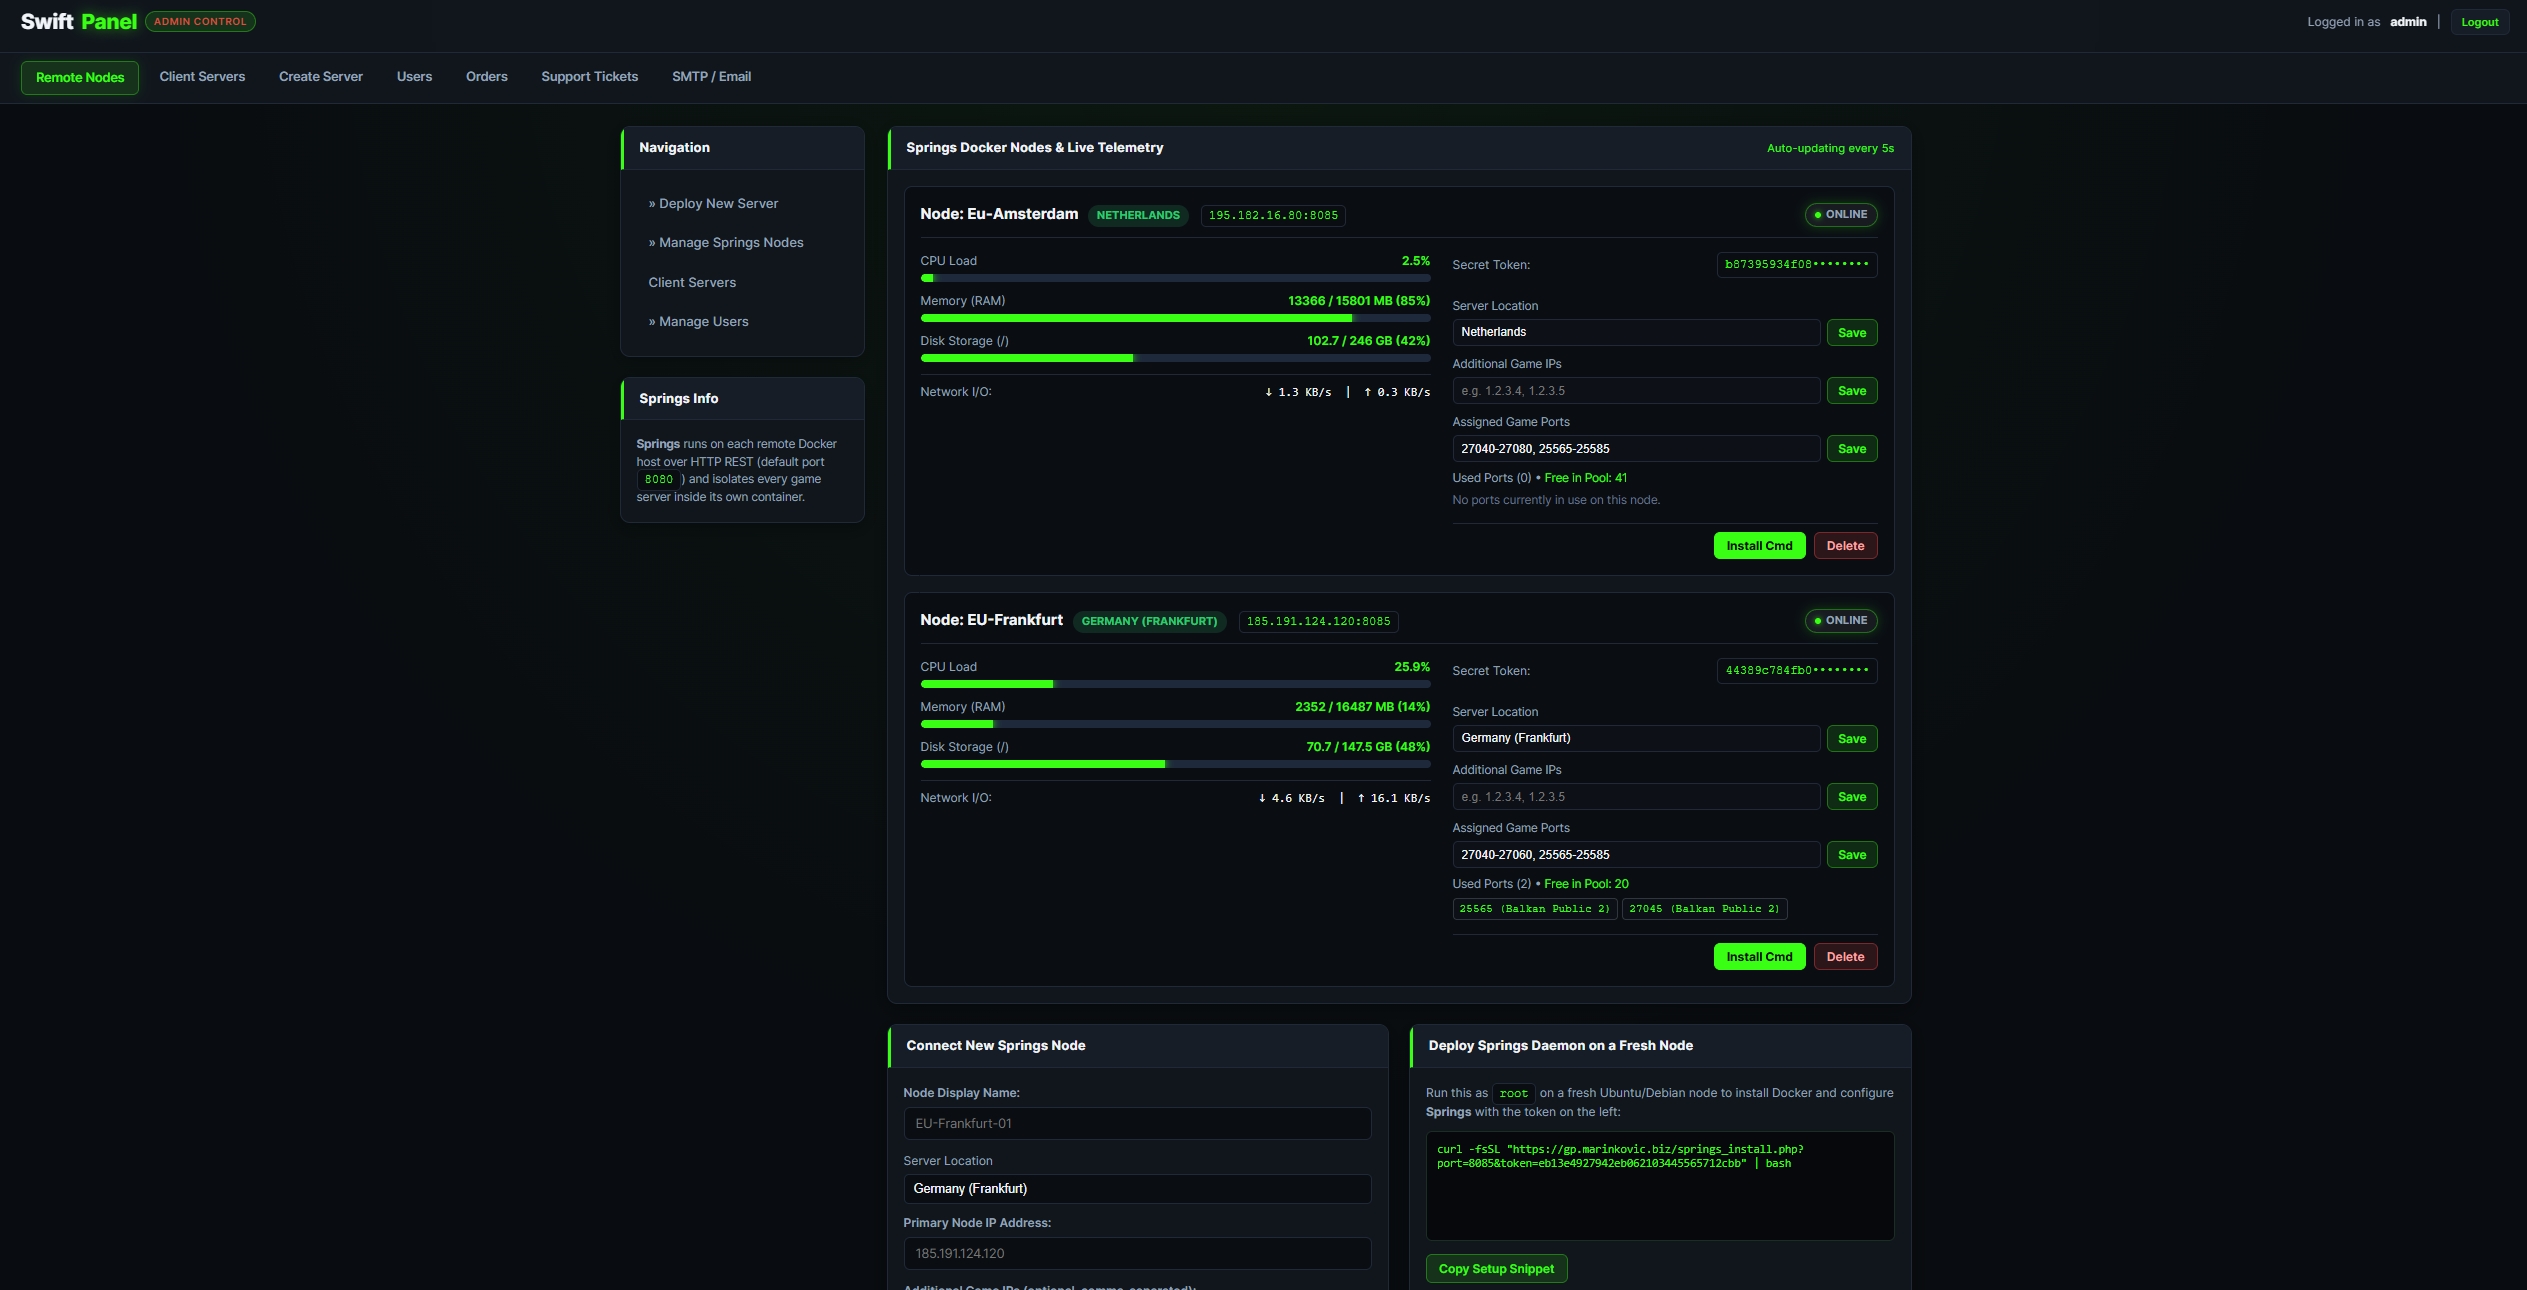 Swift Panel ADMIN CONTROL
Logged in as admin | Logout
Remote Nodes Client Servers Create Server Users Orders Support Tickets SMTP / Email
Navigation
» Deploy New Server
» Manage Springs Nodes
Client Servers
» Manage Users
Springs Info
Springs runs on each remote Docker
host over HTTP REST (default port
8080 ) and isolates every game
server inside its own container.
Springs Docker Nodes & Live Telemetry
Auto-updating every 5s
Node: Eu-Amsterdam NETHERLANDS 195.182.16.80:8085
ONLINE
CPU Load 2.5%
Memory (RAM) 13366 / 15801 MB (85%)
Disk Storage (/) 102.7 / 246 GB (42%)
Network I/O: ↓ 1.3 KB/s | ↑ 0.3 KB/s
Secret Token: b87395934f08••••••••
Server Location
Netherlands Save
Additional Game IPs
e.g. 1.2.3.4, 1.2.3.5 Save
Assigned Game Ports
27040-27080, 25565-25585 Save
Used Ports (0) • Free in Pool: 41
No ports currently in use on this node.
Install Cmd Delete
Node: EU-Frankfurt GERMANY (FRANKFURT) 185.191.124.120:8085
ONLINE
CPU Load 25.9%
Memory (RAM) 2352 / 16487 MB (14%)
Disk Storage (/) 70.7 / 147.5 GB (48%)
Network I/O: ↓ 4.6 KB/s | ↑ 16.1 KB/s
Secret Token: 44389c784fb0••••••••
Server Location
Germany (Frankfurt) Save
Additional Game IPs
e.g. 1.2.3.4, 1.2.3.5 Save
Assigned Game Ports
27040-27060, 25565-25585 Save
Used Ports (2) • Free in Pool: 20
25565 (Balkan Public 2) 27045 (Balkan Public 2)
Install Cmd Delete
Connect New Springs Node
Node Display Name:
EU-Frankfurt-01
Server Location
Germany (Frankfurt)
Primary Node IP Address:
185.191.124.120
Additional Game IPs (optional, comma-separated):
Deploy Springs Daemon on a Fresh Node
Run this as root on a fresh Ubuntu/Debian node to install Docker and configure
Springs with the token on the left:
curl -fsSL "https://gp.marinkovic.biz/springs_install.php?
port=8085&token=eb13e4927942eb062103445565712cbb" | bash
Copy Setup Snippet